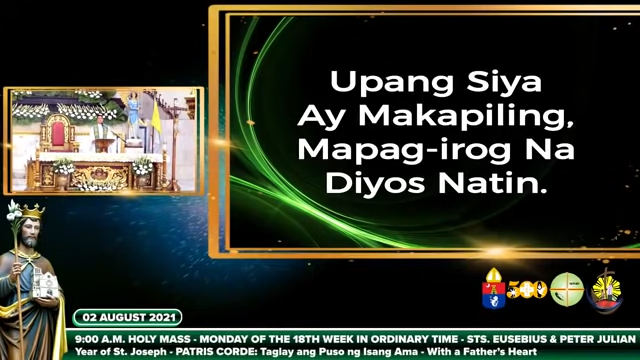 Upang Siya
Ay Makapiling,
Mapag-irog Na
Diyos Natin.
500
02 AUGUST 2021
9:00 A.M. HOLY MASS - MONDAY OF THE 18TH WEEK IN ORDINARY TIME - STS. EUSEBIUS & PETER JULIAN
Year of St. Joseph - PATRIS CORDE: Taglay ang Puso ng Isang Ama - With a Father's Heart